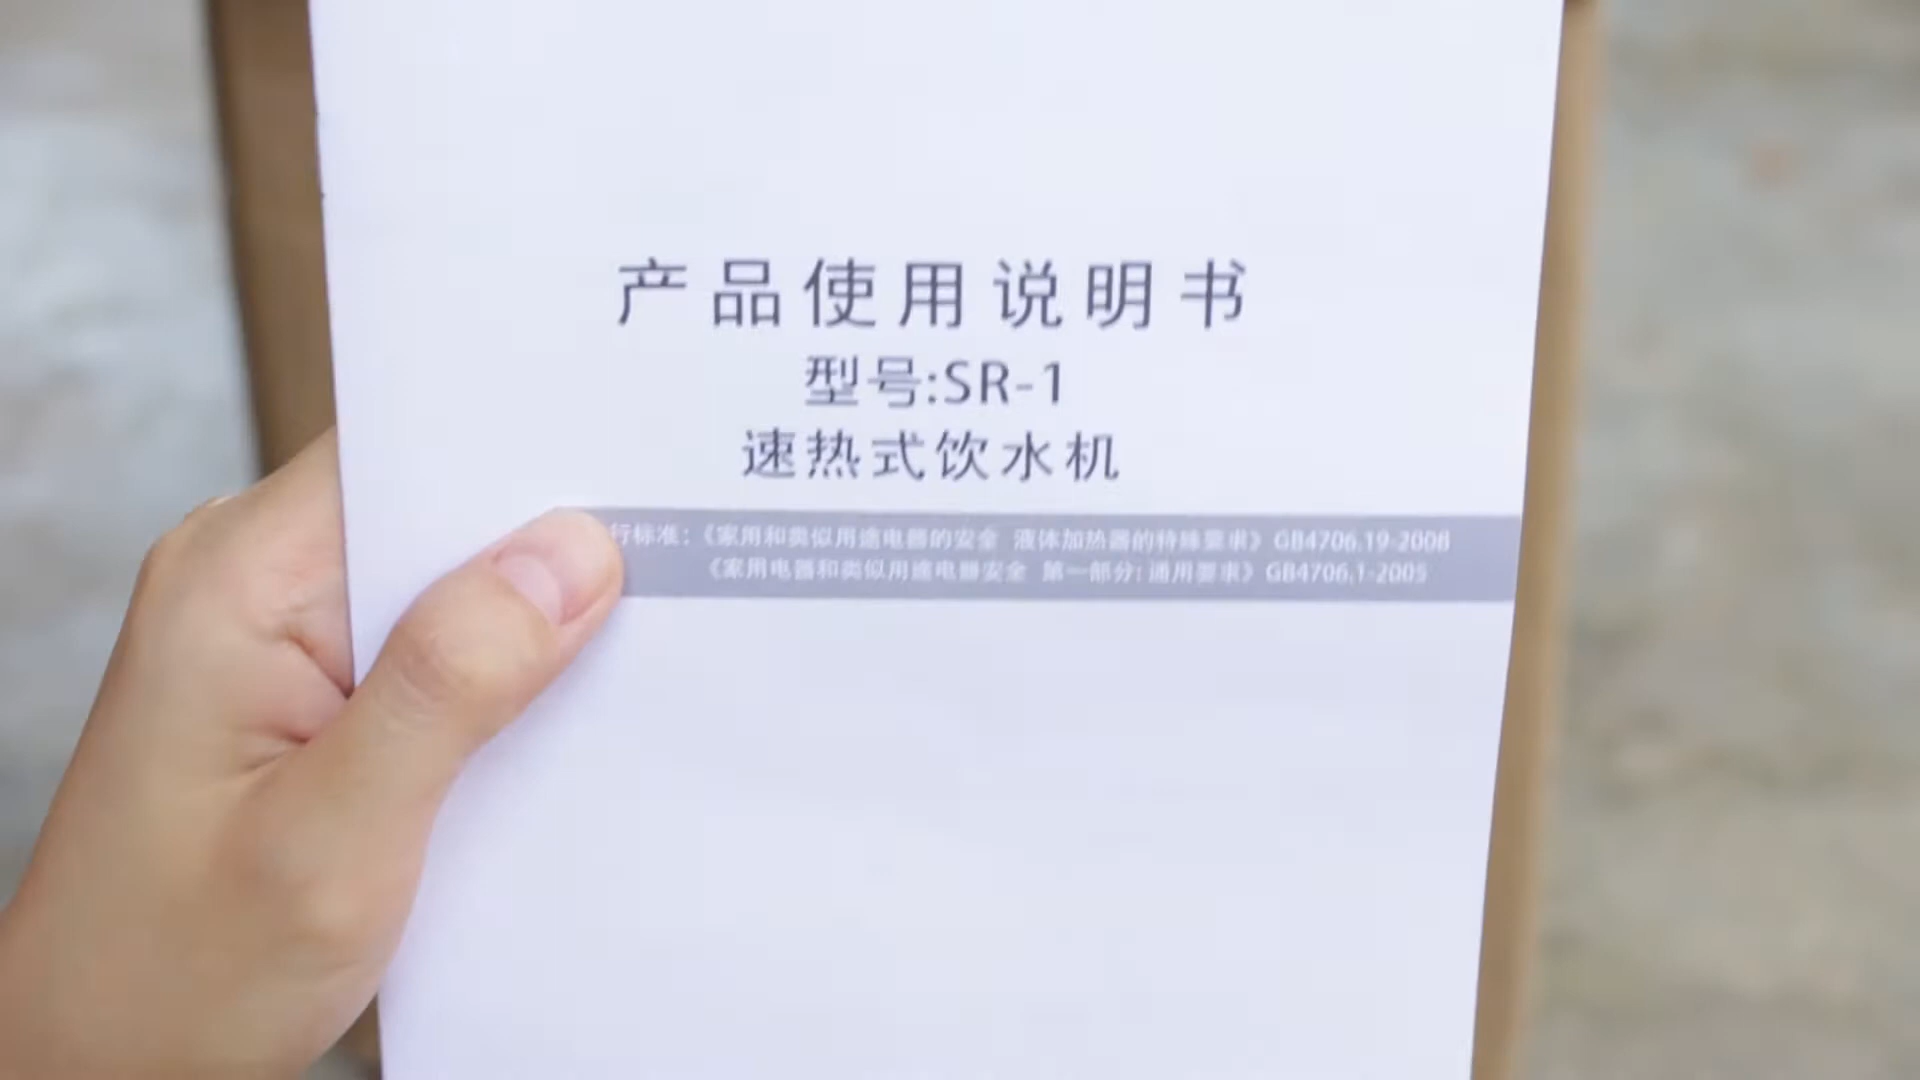 产品使用说明书
型号:SR-1
速热式饮水机
行标准:《家用和类似用途电器的安全 液体加热器的特殊要求》GB4706.19-2008
《家用电器和类似用途电器安全 第一部分:通用要求》GB4706.1-2005